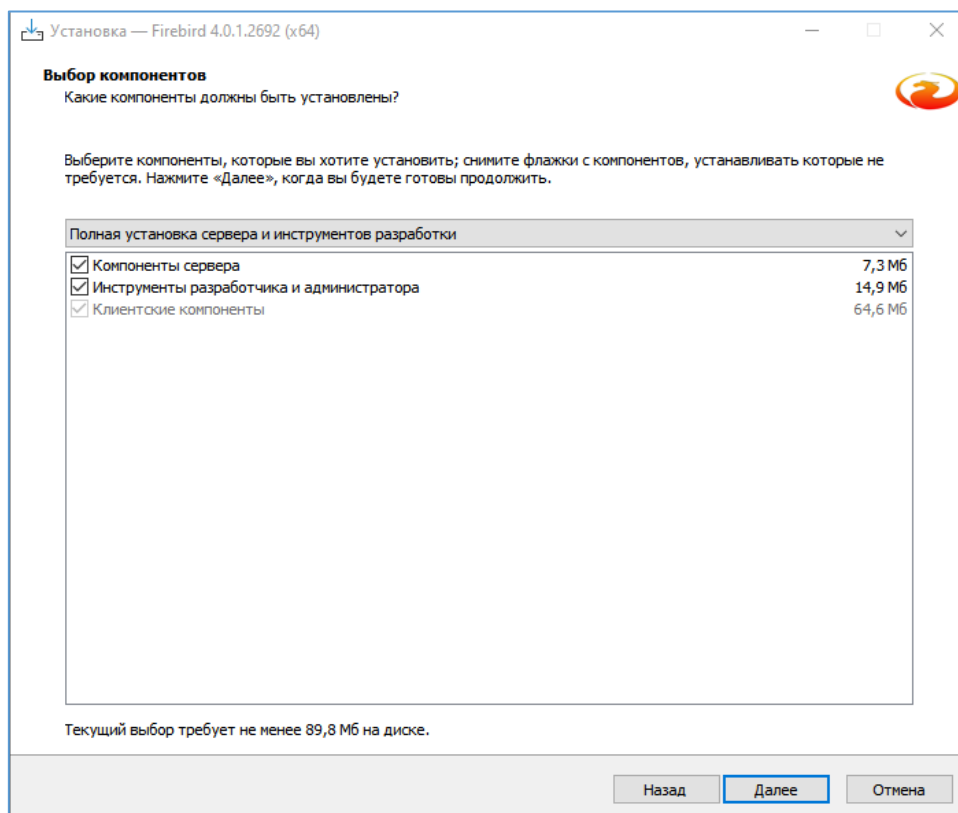 Установка — Firebird 4.0.1.2692 (x64)
Выбор компонентов
Какие компоненты должны быть установлены?
Выберите компоненты, которые вы хотите установить; снимите флажки с компонентов, устанавливать которые не
требуется. Нажмите «Далее», когда вы будете готовы продолжить.
Полная установка сервера и инструментов разработки
Компоненты сервера 7,3 Мб
Инструменты разработчика и администратора 14,9 Мб
Клиентские компоненты 64,6 Мб
Текущий выбор требует не менее 89,8 Мб на диске.
Назад Далее Отмена